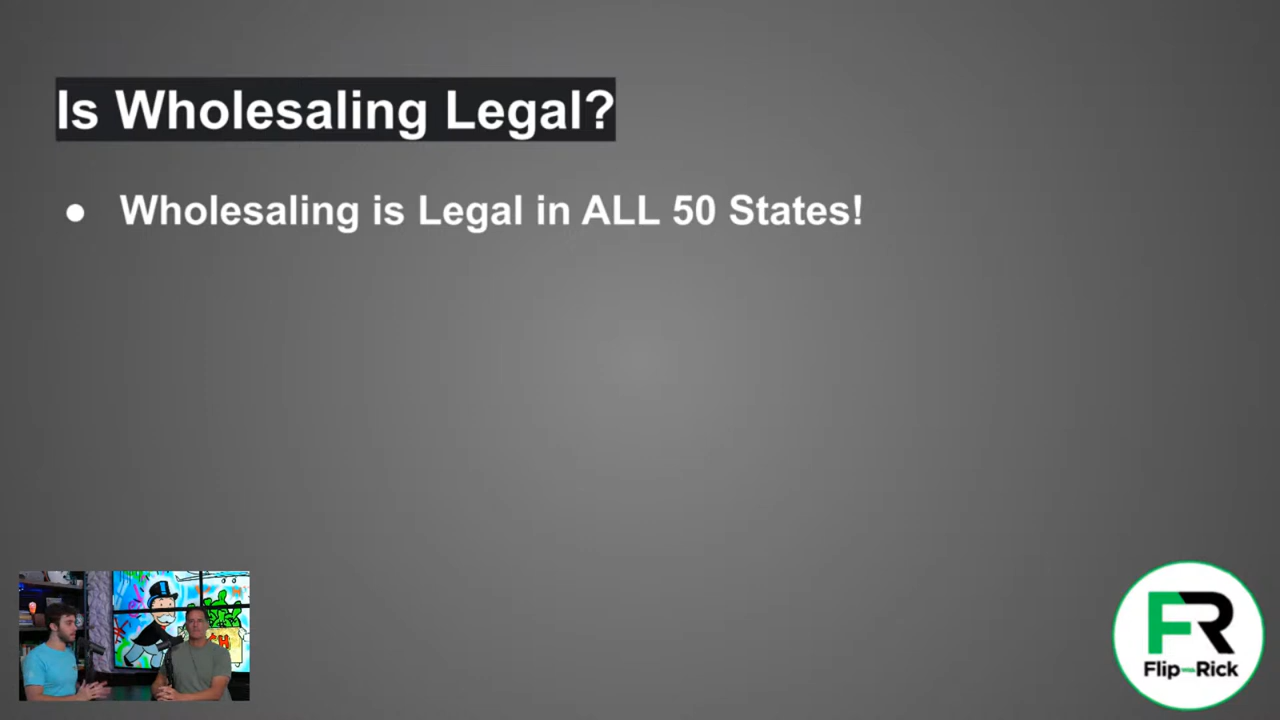 Is Wholesaling Legal?
● Wholesaling is Legal in ALL 50 States!
FR
Flip Rick